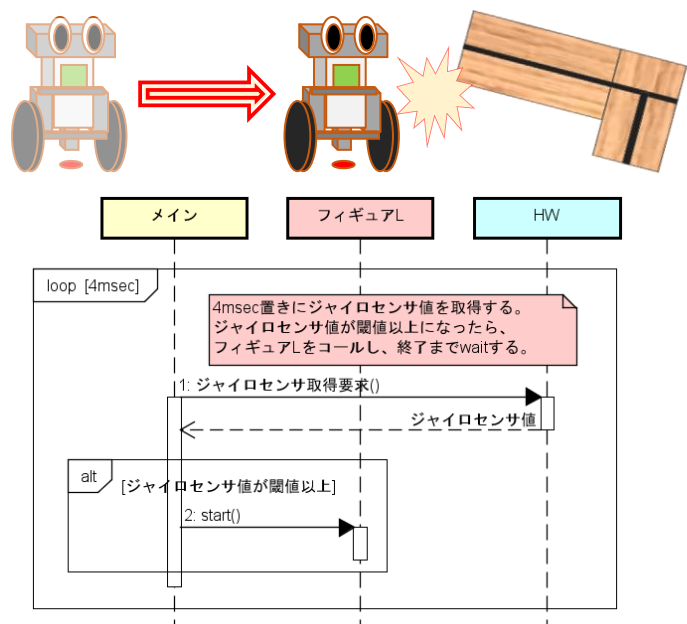 メイン
フィギュアL
HW
loop [4msec]
4msec置きにジャイロセンサ値を取得する。
ジャイロセンサ値が閾値以上になったら、
フィギュアLをコールし、終了までwaitする。
1: ジャイロセンサ取得要求()
ジャイロセンサ値
alt
[ジャイロセンサ値が閾値以上]
2: start()